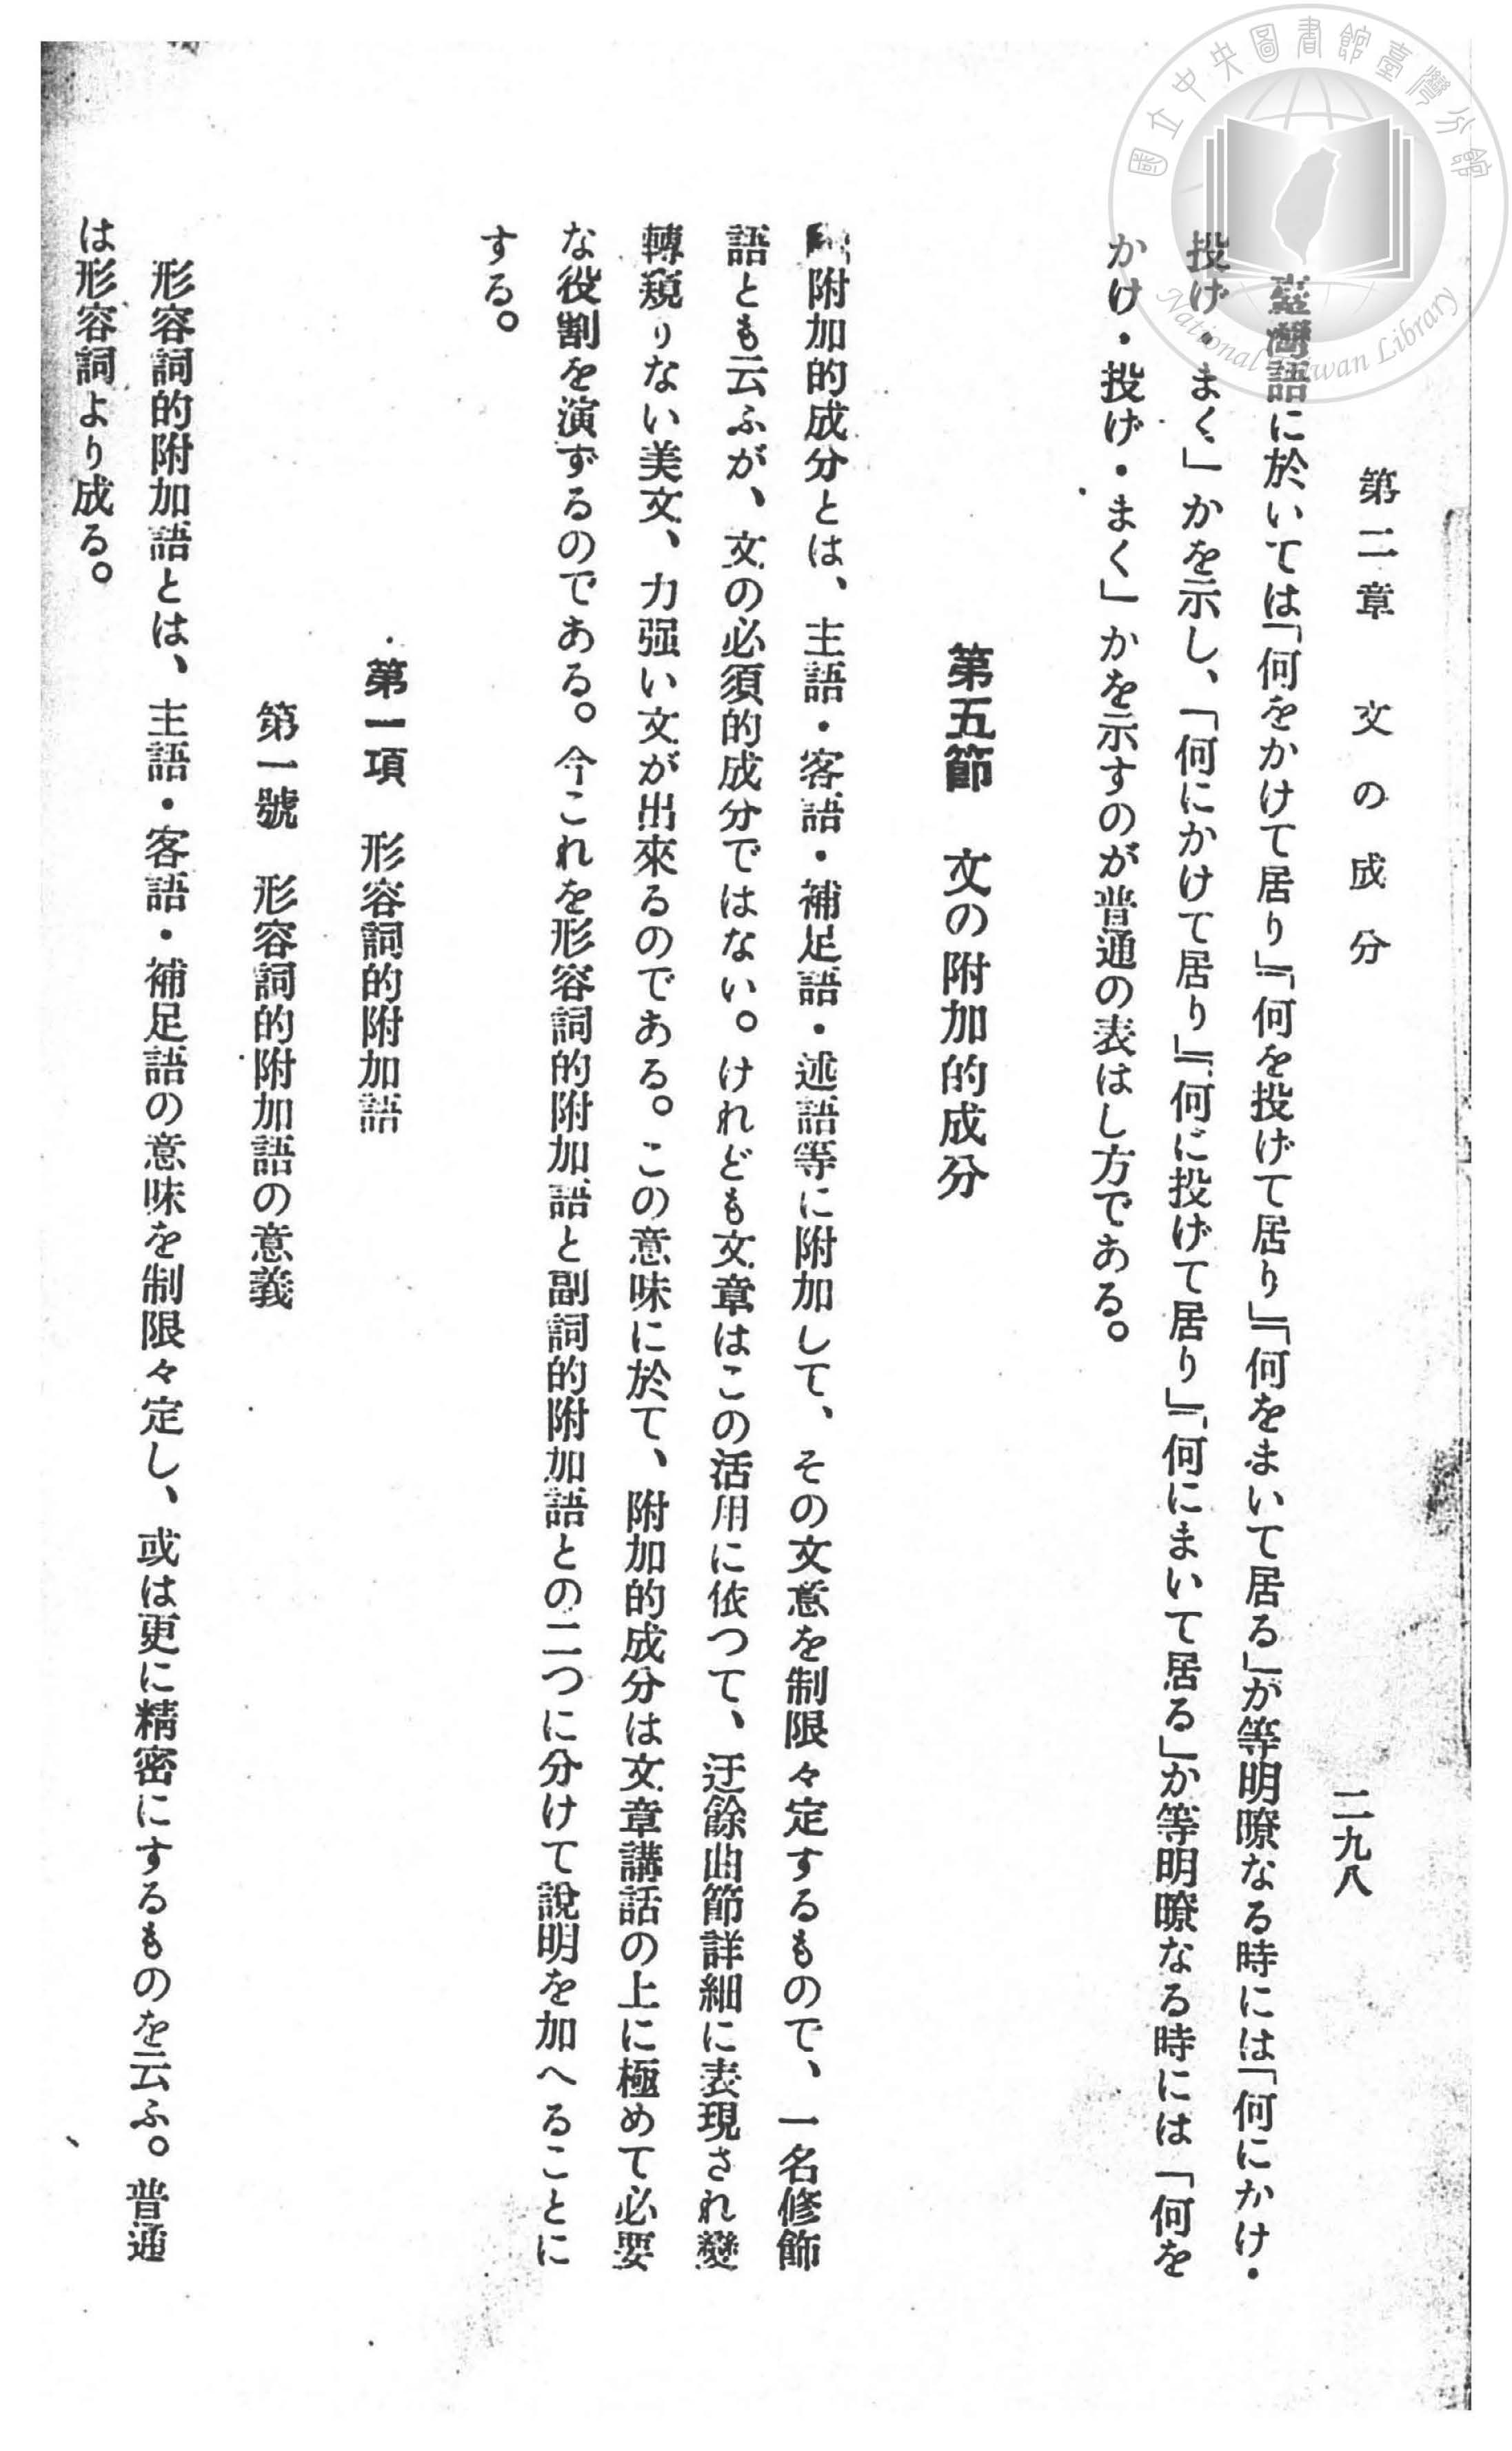 國立中央圖書館臺灣分館
National Taiwan Library
第二章 文の成分
二九八
臺灣語に於いては「何をかけて居り」「何を投げて居り」「何をまいて居る」が等明瞭なる時には「何にかけ・
投げ・まく」かを示し、「何にかけて居り」「何に投げて居り」「何にまいて居る」か等明瞭なる時には「何を
かけ・投げ・まく」かを示すのが普通の表はし方である。
第五節 文の附加的成分
附加的成分とは、主語・客語・補足語・述語等に附加して、その文意を制限々定するもので、一名修飾
語とも云ふが、文の必須的成分ではない。けれども文章はこの活用に依つて、迂餘曲節詳細に表現され變
轉窺りない美文、力强い文が出來るのである。この意味に於て、附加的成分は文章講話の上に極めて必要
な役割を演ずるのである。今これを形容詞的附加語と副詞的附加語との二つに分けて說明を加へることに
する。
第一項 形容詞的附加語
第一號 形容詞的附加語の意義
形容詞的附加語とは、主語・客語・補足語の意味を制限々定し、或は更に精密にするものを云ふ。普通
は形容詞より成る。